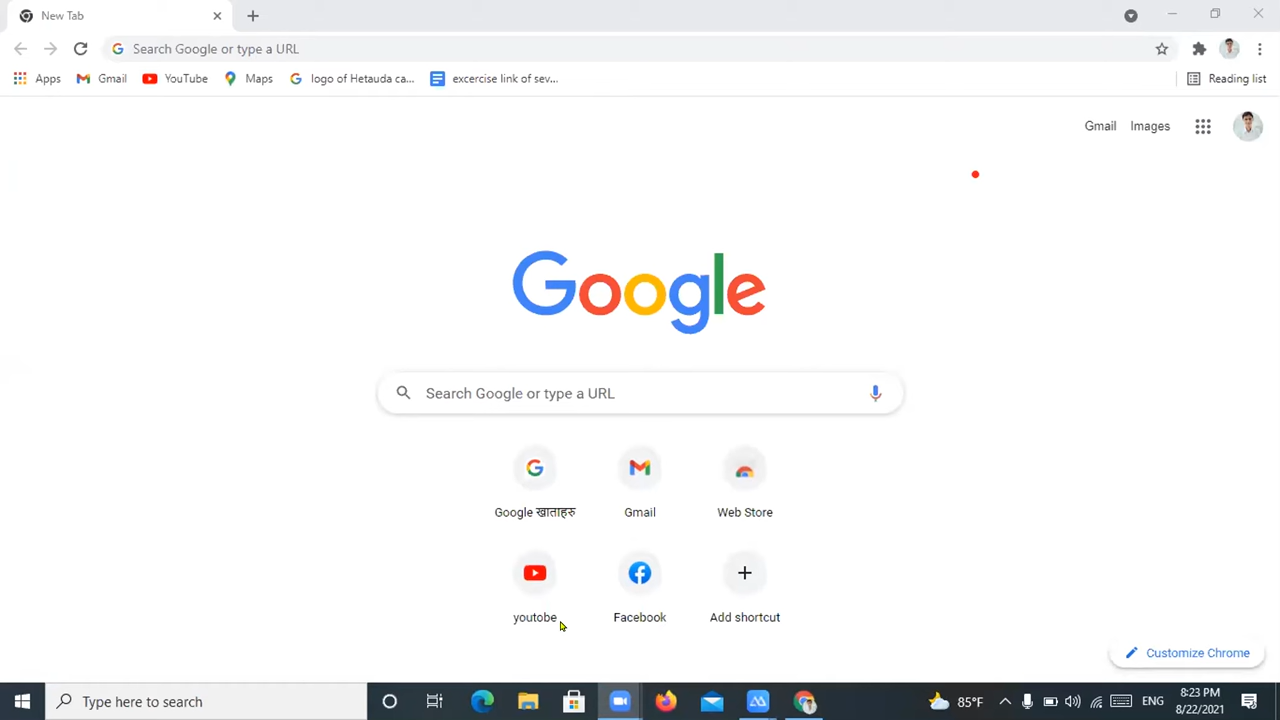 New Tab
Search Google or type a URL
Apps Gmail YouTube Maps logo of Hetauda ca... excercise link of sev... Reading list
Gmail Images
Google
Search Google or type a URL
Google खाताहरु Gmail Web Store
youtobe Facebook Add shortcut
Customize Chrome
Type here to search 85°F ENG 8:23 PM
8/22/2021